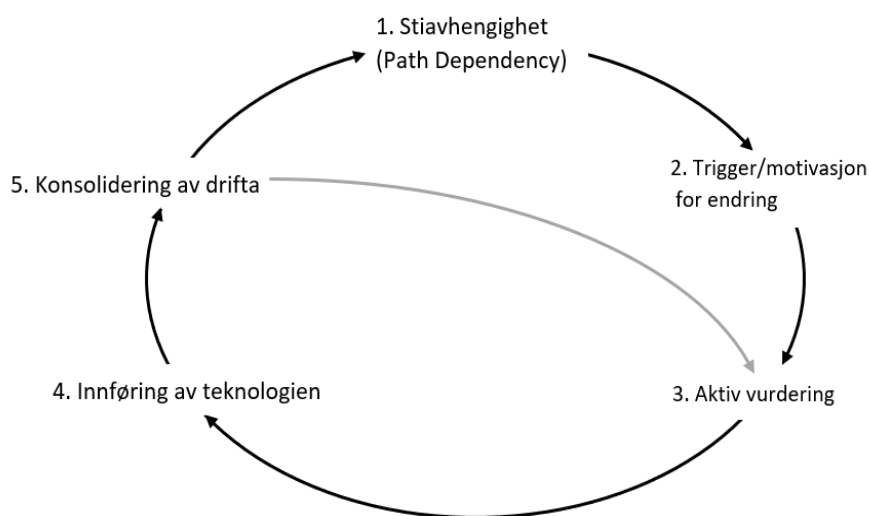 1. Stiavhengighet
(Path Dependency)
2. Trigger/motivasjon
for endring
3. Aktiv vurdering
4. Innføring av teknologien
5. Konsolidering av drifta